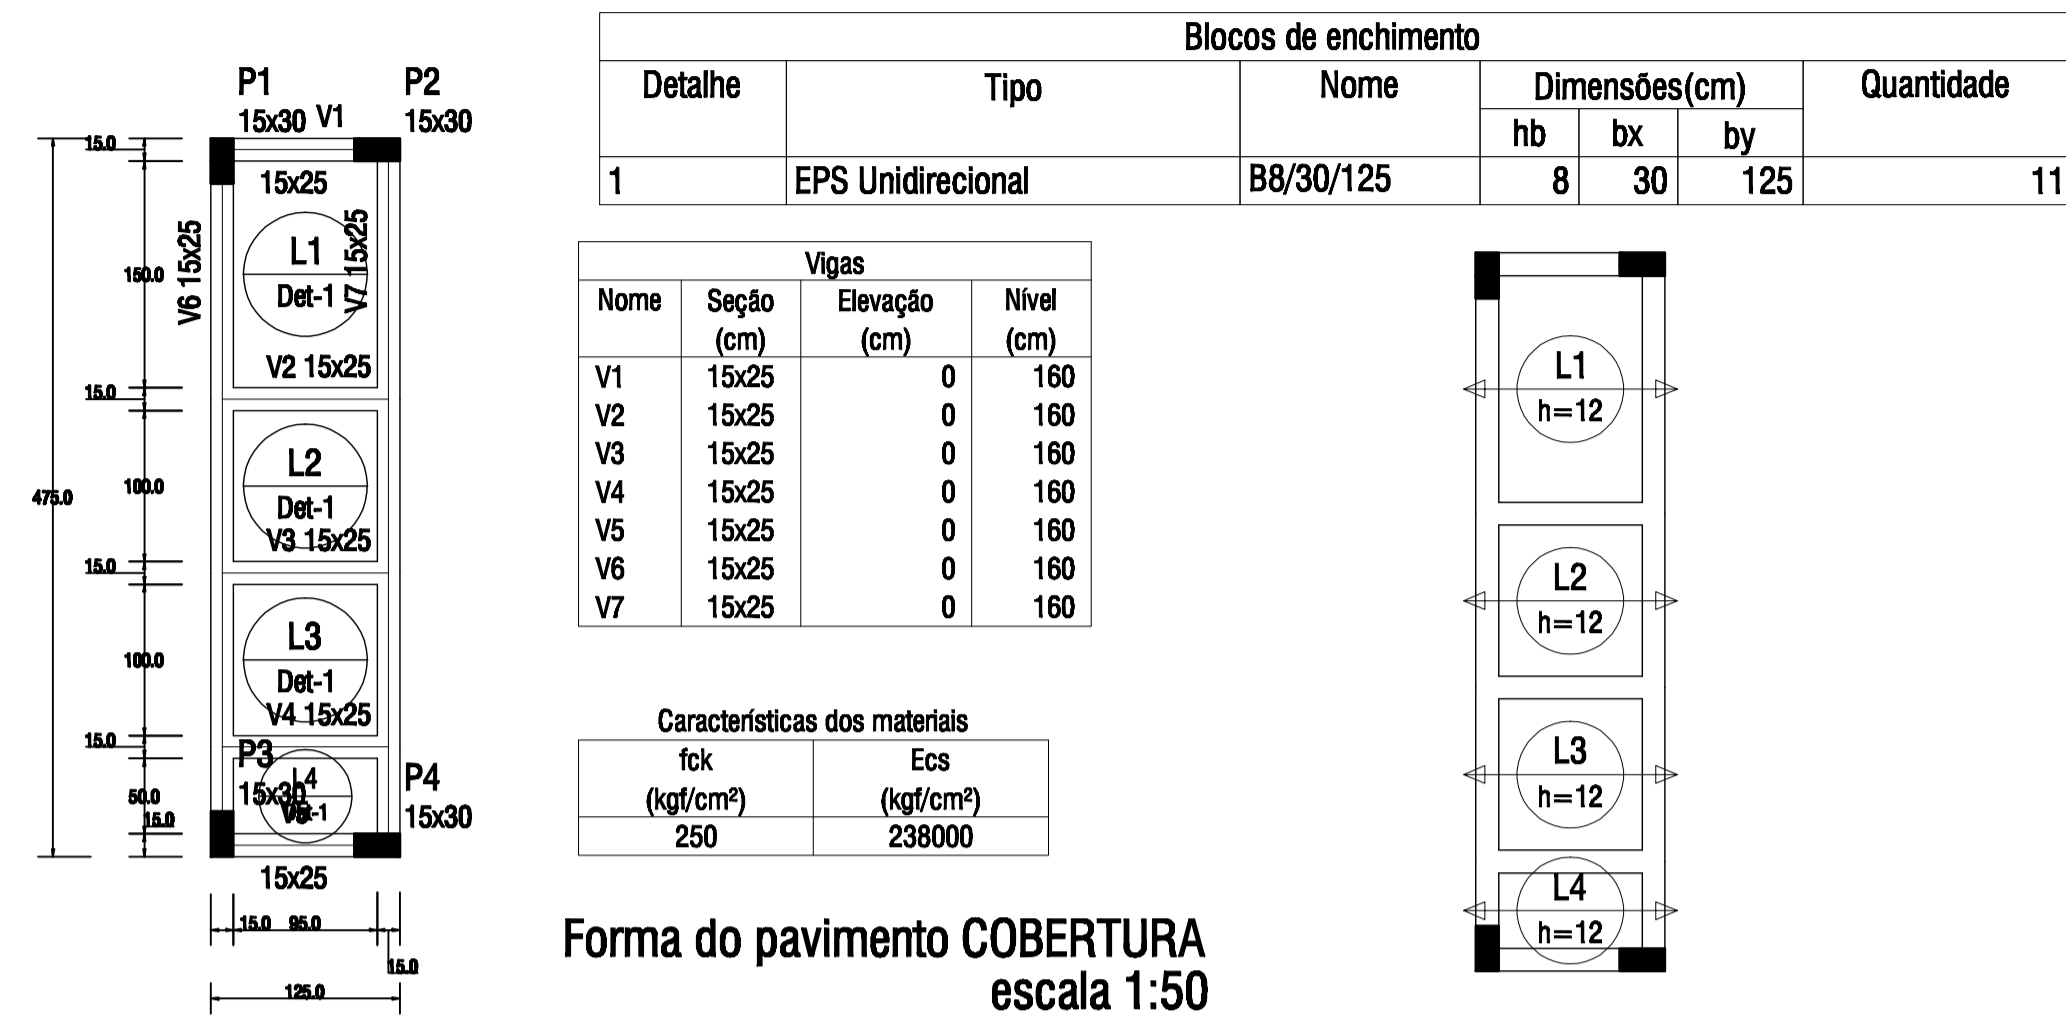 P1
15x30 V1
P2
15x30
15.0
15x25
V6 15x25
V7 15x25
L1
Det-1
150.0
V2 15x25
15.0
L2
Det-1
100.0
475.0
V3 15x25
15.0
L3
Det-1
100.0
V4 15x25
15.0
P3
15x30
L4
Det-1
V5
50.0
15.0
P4
15x30
15x25
15.0 95.0
15.0
125.0
Blocos de enchimento
Detalhe Tipo Nome Dimensões(cm) Quantidade
hb bx by
1 EPS Unidirecional B8/30/125 8 30 125 11
Vigas
Nome Seção Elevação Nível
(cm) (cm) (cm)
V1 15x25 0 160
V2 15x25 0 160
V3 15x25 0 160
V4 15x25 0 160
V5 15x25 0 160
V6 15x25 0 160
V7 15x25 0 160
Características dos materiais
fck Ecs
(kgf/cm²) (kgf/cm²)
250 238000
Forma do pavimento COBERTURA
escala 1:50
L1
h=12
L2
h=12
L3
h=12
L4
h=12